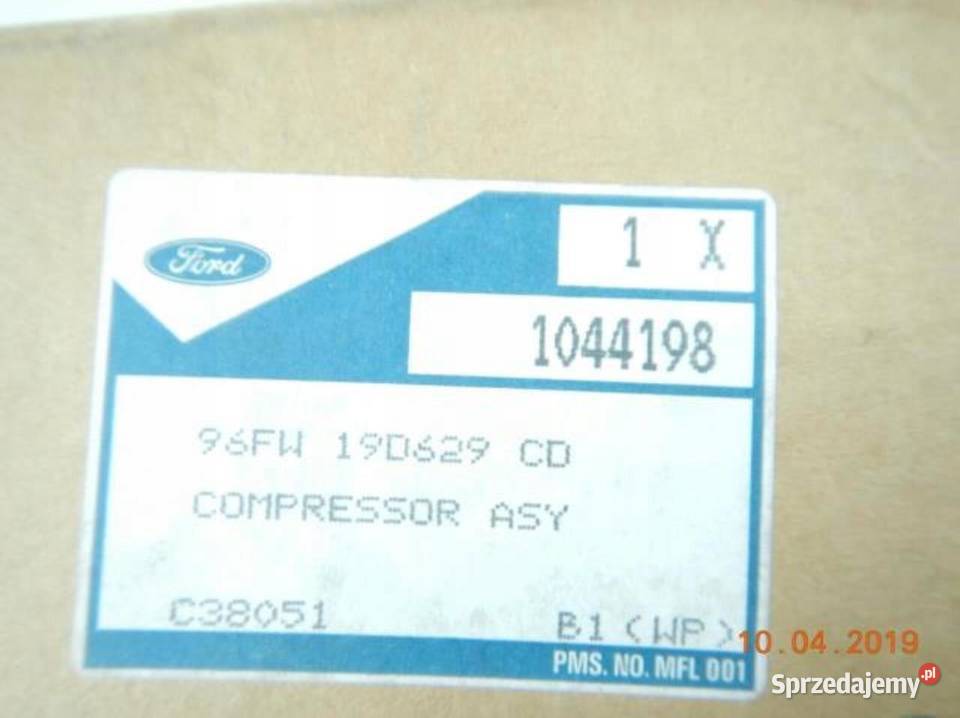 Ford
1 X
1044198
96FW 19D629 CD
COMPRESSOR ASY
C38051
B1 (WP)
PMS. NO. MFL 001
10.04.2019
Sprzedajemy.pl